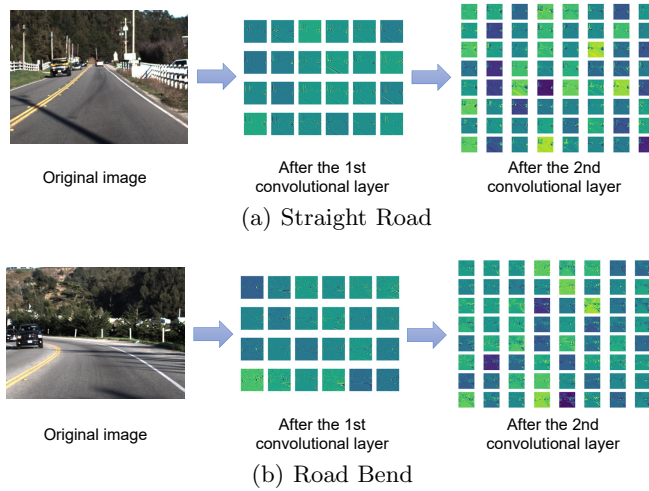 Original image
After the 1st
convolutional layer
After the 2nd
convolutional layer
(a) Straight Road
Original image
After the 1st
convolutional layer
After the 2nd
convolutional layer
(b) Road Bend